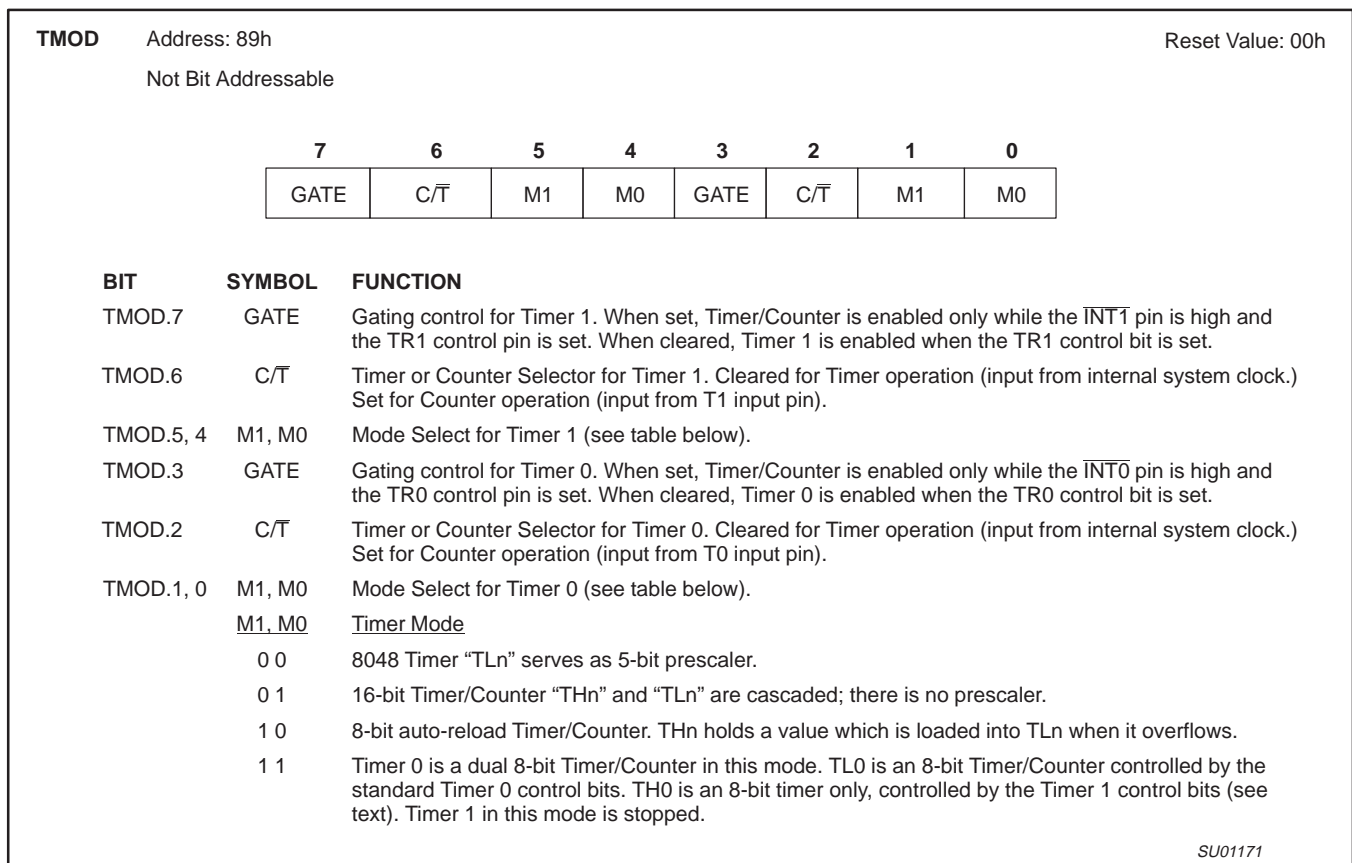 TMOD Address: 89h Reset Value: 00h
Not Bit Addressable
7 6 5 4 3 2 1 0
GATE C/T̅ M1 M0 GATE C/T̅ M1 M0
BIT SYMBOL FUNCTION
TMOD.7 GATE Gating control for Timer 1. When set, Timer/Counter is enabled only while the I̅N̅T̅1̅ pin is high and
the TR1 control pin is set. When cleared, Timer 1 is enabled when the TR1 control bit is set.
TMOD.6 C/T̅ Timer or Counter Selector for Timer 1. Cleared for Timer operation (input from internal system clock.)
Set for Counter operation (input from T1 input pin).
TMOD.5, 4 M1, M0 Mode Select for Timer 1 (see table below).
TMOD.3 GATE Gating control for Timer 0. When set, Timer/Counter is enabled only while the I̅N̅T̅0̅ pin is high and
the TR0 control pin is set. When cleared, Timer 0 is enabled when the TR0 control bit is set.
TMOD.2 C/T̅ Timer or Counter Selector for Timer 0. Cleared for Timer operation (input from internal system clock.)
Set for Counter operation (input from T0 input pin).
TMOD.1, 0 M1, M0 Mode Select for Timer 0 (see table below).
M1, M0 Timer Mode
0 0 8048 Timer “TLn” serves as 5-bit prescaler.
0 1 16-bit Timer/Counter “THn” and “TLn” are cascaded; there is no prescaler.
1 0 8-bit auto-reload Timer/Counter. THn holds a value which is loaded into TLn when it overflows.
1 1 Timer 0 is a dual 8-bit Timer/Counter in this mode. TL0 is an 8-bit Timer/Counter controlled by the
standard Timer 0 control bits. TH0 is an 8-bit timer only, controlled by the Timer 1 control bits (see
text). Timer 1 in this mode is stopped.
SU01171